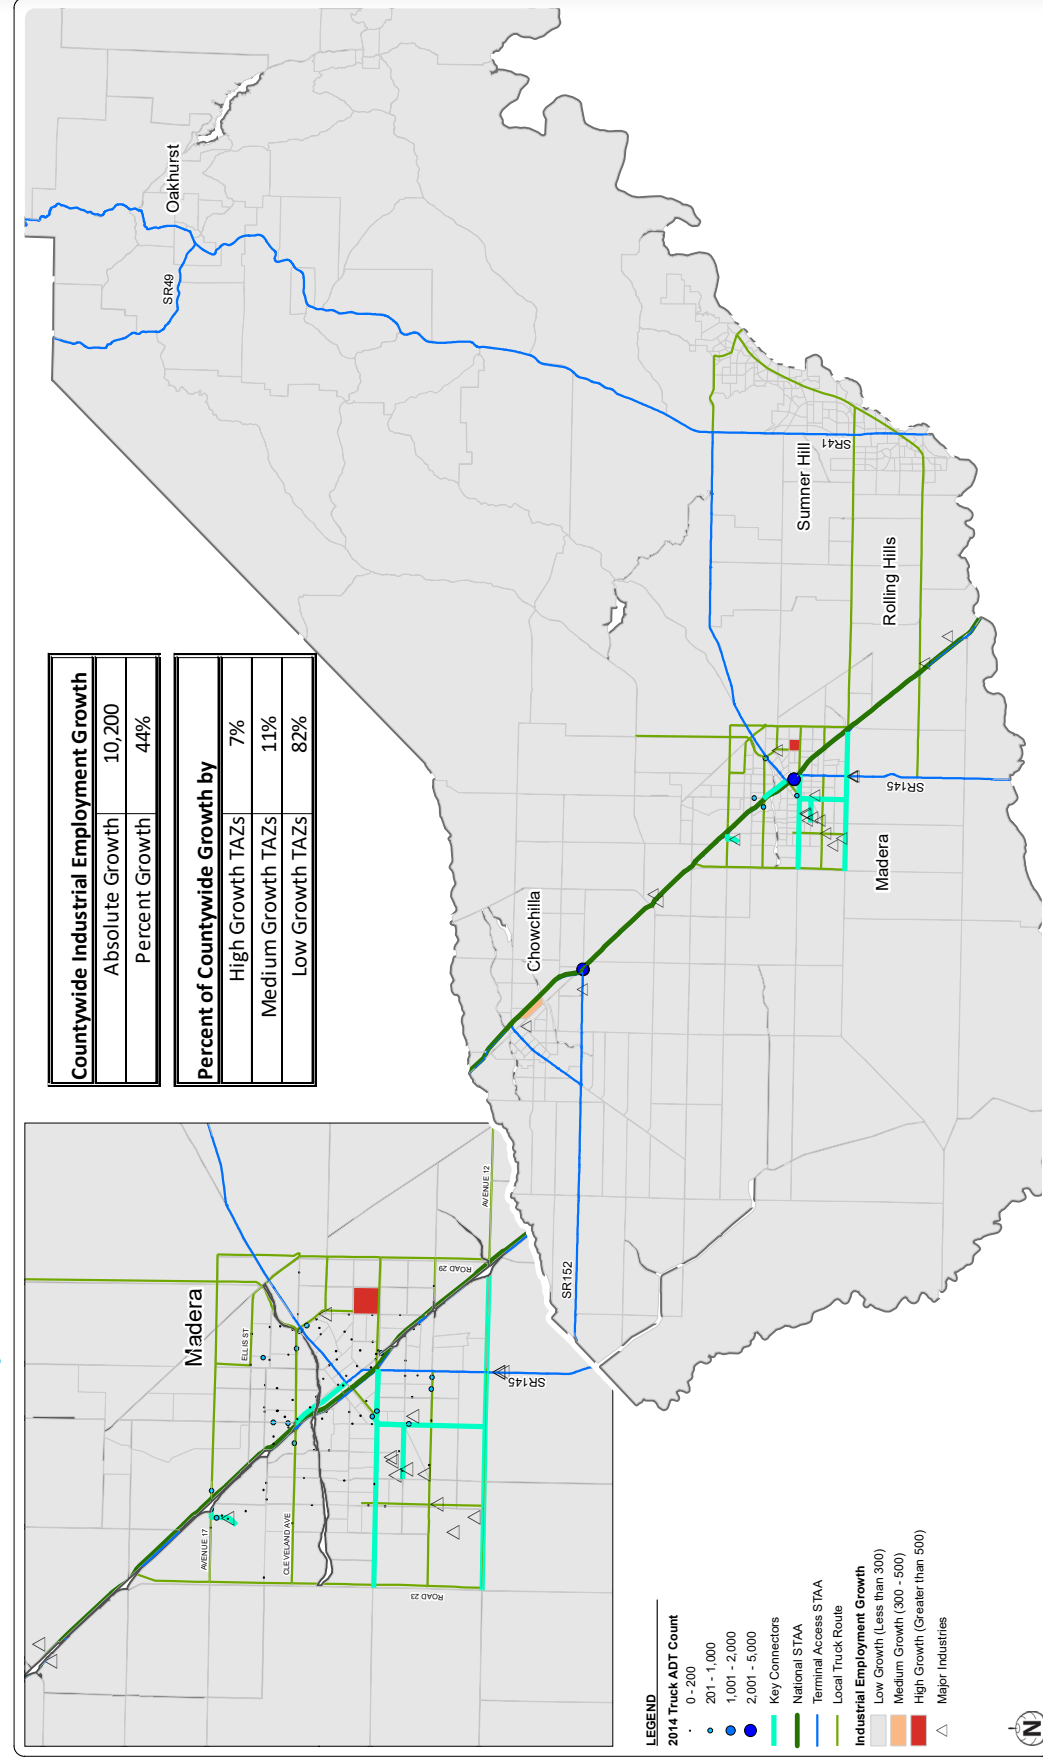 Countywide Industrial Employment Growth
Absolute Growth 10,200
Percent Growth 44%
Percent of Countywide Growth by
High Growth TAZs 7%
Medium Growth TAZs 11%
Low Growth TAZs 82%
Oakhurst
SR49
SR41
Sumner Hill
Rolling Hills
SR145
Madera
Chowchilla
SR152
Madera
ELLIS ST
AVENUE 17
CLEVELAND AVE
ROAD 23
ROAD 29
AVENUE 12
SR145
LEGEND
2014 Truck ADT Count
0 - 200
201 - 1,000
1,001 - 2,000
2,001 - 5,000
Key Connectors
National STAA
Terminal Access STAA
Local Truck Route
Industrial Employment Growth
Low Growth (Less than 300)
Medium Growth (300 - 500)
High Growth (Greater than 500)
Major Industries
N